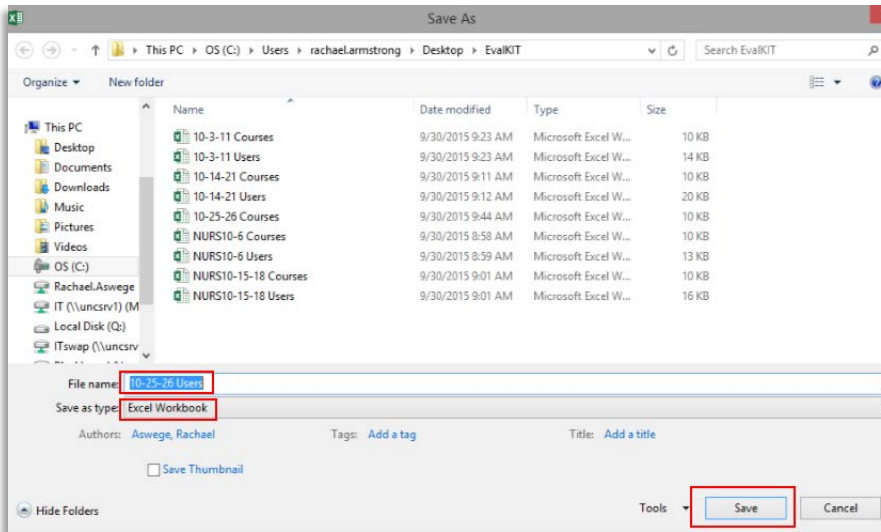 Save As
This PC ▸ OS (C:) ▸ Users ▸ rachael.armstrong ▸ Desktop ▸ EvalKIT
Search EvalKIT
Organize ▾ New folder
Name Date modified Type Size
This PC
Desktop
Documents
Downloads
Music
Pictures
Videos
OS (C:)
Rachael.Aswege
IT (\\uncsrv1) (M
Local Disk (Q:)
ITswap (\\uncsrv
10-3-11 Courses 9/30/2015 9:23 AM Microsoft Excel W... 10 KB
10-3-11 Users 9/30/2015 9:23 AM Microsoft Excel W... 14 KB
10-14-21 Courses 9/30/2015 9:11 AM Microsoft Excel W... 10 KB
10-14-21 Users 9/30/2015 9:12 AM Microsoft Excel W... 20 KB
10-25-26 Courses 9/30/2015 9:44 AM Microsoft Excel W... 10 KB
NURS10-6 Courses 9/30/2015 8:58 AM Microsoft Excel W... 10 KB
NURS10-6 Users 9/30/2015 8:59 AM Microsoft Excel W... 13 KB
NURS10-15-18 Courses 9/30/2015 9:01 AM Microsoft Excel W... 10 KB
NURS10-15-18 Users 9/30/2015 9:01 AM Microsoft Excel W... 16 KB
File name: 10-25-26 Users
Save as type: Excel Workbook
Authors: Aswege, Rachael Tags: Add a tag Title: Add a title
Save Thumbnail
Hide Folders Tools ▾ Save Cancel